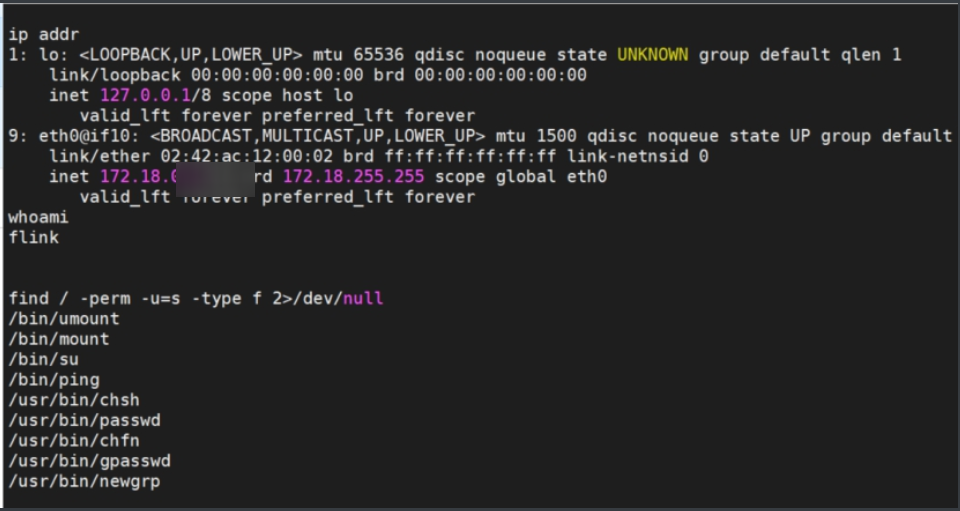 ip addr
1: lo: <LOOPBACK,UP,LOWER_UP> mtu 65536 qdisc noqueue state UNKNOWN group default qlen 1
link/loopback 00:00:00:00:00:00 brd 00:00:00:00:00:00
inet 127.0.0.1/8 scope host lo
valid_lft forever preferred_lft forever
9: eth0@if10: <BROADCAST,MULTICAST,UP,LOWER_UP> mtu 1500 qdisc noqueue state UP group default
link/ether 02:42:ac:12:00:02 brd ff:ff:ff:ff:ff:ff link-netnsid 0
inet 172.18. rd 172.18.255.255 scope global eth0
valid_lft forever preferred_lft forever
whoami
flink
find / -perm -u=s -type f 2>/dev/null
/bin/umount
/bin/mount
/bin/su
/bin/ping
/usr/bin/chsh
/usr/bin/passwd
/usr/bin/chfn
/usr/bin/gpasswd
/usr/bin/newgrp